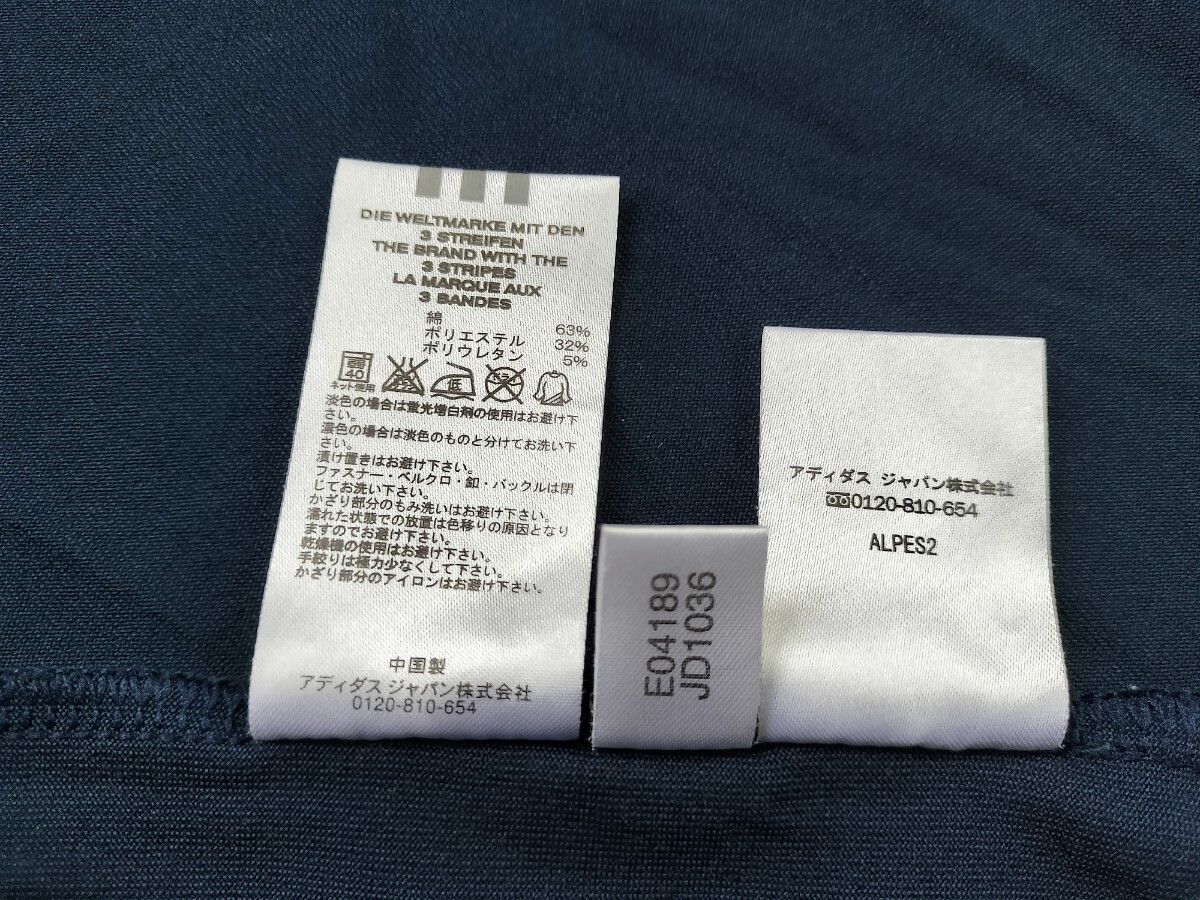 DIE WELTMARKE MIT DEN
3 STREIFEN
THE BRAND WITH THE
3 STRIPES
LA MARQUE AUX
3 BANDES
綿 63%
ポリエステル 32%
ポリウレタン 5%
40
ネット使用
低
ドライ
淡色の場合は蛍光増白剤の使用はお避け下
さい。
濃色の場合は淡色のものと分けてお洗い下
さい。
漬け置きはお避け下さい。
ファスナー・ベルクロ・釦・バックルは閉
じてお洗い下さい。
かざり部分のもみ洗いはお避け下さい。
濡れた状態での放置は色移りの原因となり
ますのでお避け下さい。
乾燥機の使用はお避け下さい。
手絞りは極力少なくして下さい。
かざり部分のアイロンはお避け下さい。
中国製
アディダス ジャパン株式会社
0120-810-654
E04189
JD1036
アディダス ジャパン株式会社
0120-810-654
ALPES2